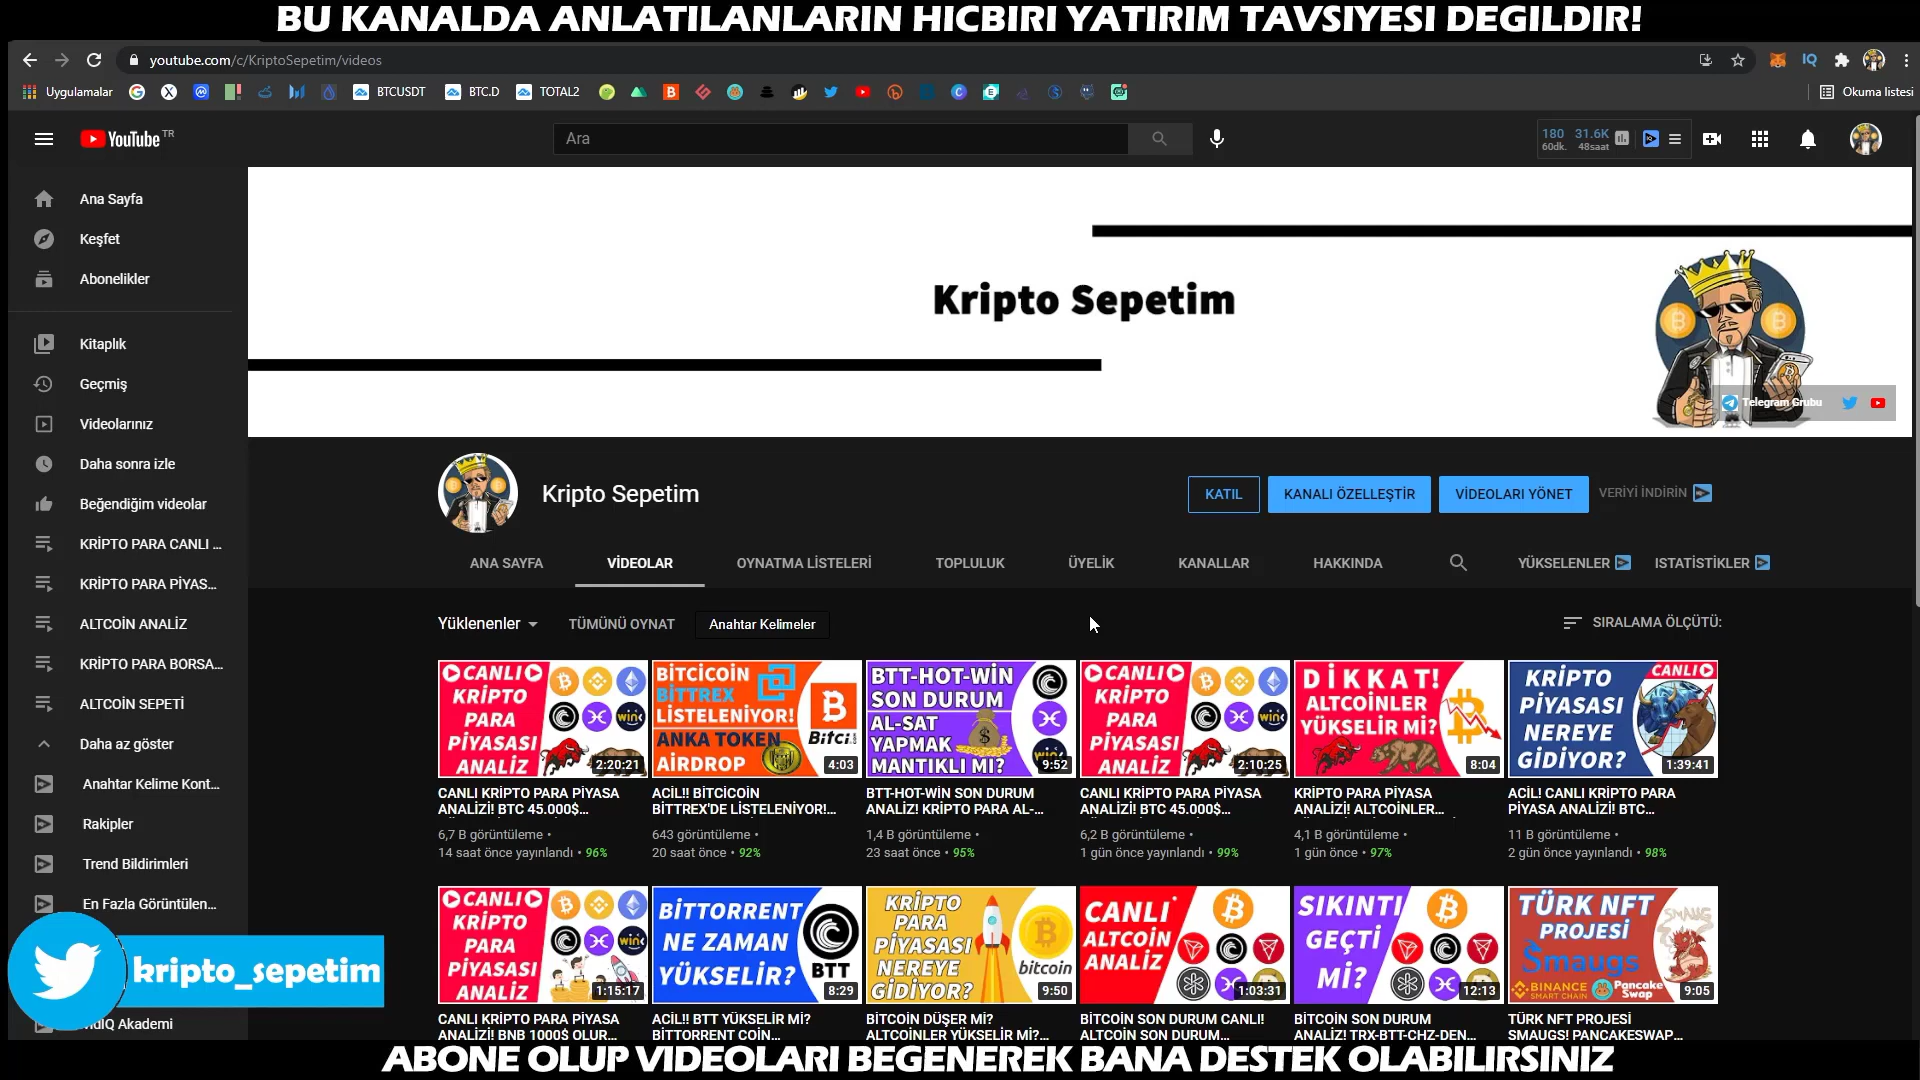 BU KANALDA ANLATILANLARIN HICBIRI YATIRIM TAVSIYESI DEGILDIR!
youtube.com/c/KriptoSepetim/videos
Uygulamalar
BTCUSDT
BTC.D
TOTAL2
Okuma listesi
YouTube TR
Ara
180 31.6K
60dk. 48saat
Ana Sayfa
Keşfet
Abonelikler
Kitaplık
Geçmiş
Videolarınız
Daha sonra izle
Beğendiğim videolar
KRİPTO PARA CANLI ...
KRİPTO PARA PİYAS...
ALTCOİN ANALİZ
KRİPTO PARA BORSA...
ALTCOİN SEPETİ
Daha az göster
Anahtar Kelime Kont...
Rakipler
Trend Bildirimleri
En Fazla Görüntülen...
Akademi
kripto_sepetim
Kripto Sepetim
Telegram Grubu
Kripto Sepetim
KATIL
KANALI ÖZELLEŞTİR
VİDEOLARI YÖNET
VERİYİ İNDİRİN
ANA SAYFA
VİDEOLAR
OYNATMA LİSTELERİ
TOPLULUK
ÜYELİK
KANALLAR
HAKKINDA
YÜKSELENLER
ISTATİSTİKLER
Yüklenenler
TÜMÜNÜ OYNAT
Anahtar Kelimeler
SIRALAMA ÖLÇÜTÜ:
CANLI
KRİPTO
PARA
PİYASASI
ANALİZ
2:20:21
CANLI KRİPTO PARA PİYASA
ANALİZİ! BTC 45.000$...
6,7 B görüntüleme •
14 saat önce yayınlandı • 96%
BİTCİCOİN
BİTTREX
LİSTELENİYOR!
ANKA TOKEN
AİRDROP
4:03
ACİL!! BİTCİCOİN
BİTTREX'DE LİSTELENİYOR!...
643 görüntüleme •
20 saat önce • 92%
BTT-HOT-WİN
SON DURUM
AL-SAT
YAPMAK
MANTIKLI MI?
9:52
BTT-HOT-WİN SON DURUM
ANALİZ! KRİPTO PARA AL-...
1,4 B görüntüleme •
23 saat önce • 95%
CANLI
KRİPTO
PARA
PİYASASI
ANALİZ
2:10:25
CANLI KRİPTO PARA PİYASA
ANALİZİ! BTC 45.000$...
6,2 B görüntüleme •
1 gün önce yayınlandı • 99%
DİKKAT!
ALTCOİNLER
YÜKSELİR Mİ?
8:04
KRİPTO PARA PİYASA
ANALİZİ! ALTCOİNLER...
4,1 B görüntüleme •
1 gün önce • 97%
CANLI
KRİPTO
PİYASASI
NEREYE
GİDİYOR?
1:39:41
ACİL! CANLI KRİPTO PARA
PİYASA ANALİZİ! BTC...
11 B görüntüleme •
2 gün önce yayınlandı • 98%
CANLI
KRİPTO
PARA
PİYASASI
ANALİZ
1:15:17
CANLI KRİPTO PARA PİYASA
ANALİZİ! BNB 1000$ OLUR...
BİTTORRENT
NE ZAMAN
YÜKSELİR?
BTT
8:29
ACİL!! BTT YÜKSELİR Mİ?
BİTTORRENT COİN...
KRİPTO
PARA
PİYASASI
NEREYE
GİDİYOR?
bitcoin
9:50
BİTCOİN DÜŞER Mİ?
ALTCOİNLER YÜKSELİR Mİ?...
CANLI
ALTCOİN
ANALİZ
1:03:31
BİTCOİN SON DURUM CANLI!
ALTCOİN SON DURUM...
SIKINTI
GEÇTİ
Mİ?
12:13
BİTCOİN SON DURUM
ANALİZ! TRX-BTT-CHZ-DEN...
TÜRK NFT
PROJESİ
Smaugs
BINANCE
SMART CHAIN
Pancake
Swap
9:05
TÜRK NFT PROJESİ
SMAUGS! PANCAKESWAP...
ABONE OLUP VIDEOLARI BEGENEREK BANA DESTEK OLABILIRSINIZ